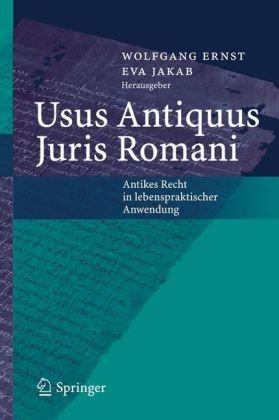 WOLFGANG ERNST
EVA JAKAB
Herausgeber
Usus Antiquus
Juris Romani
Antikes Recht
in lebenspraktischer
Anwendung
Springer